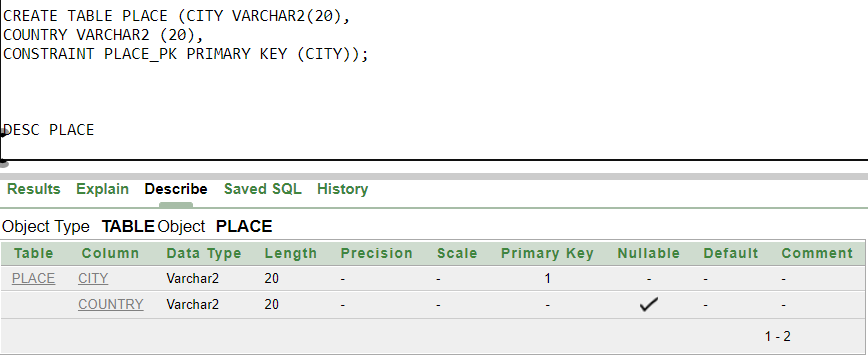 CREATE TABLE PLACE (CITY VARCHAR2(20),
COUNTRY VARCHAR2 (20),
CONSTRAINT PLACE_PK PRIMARY KEY (CITY));
DESC PLACE
Results Explain Describe Saved SQL History
Object Type TABLE Object PLACE
Table Column Data Type Length Precision Scale Primary Key Nullable Default Comment
PLACE CITY Varchar2 20 - - 1 - - -
COUNTRY Varchar2 20 - - - ✓ - -
1 - 2